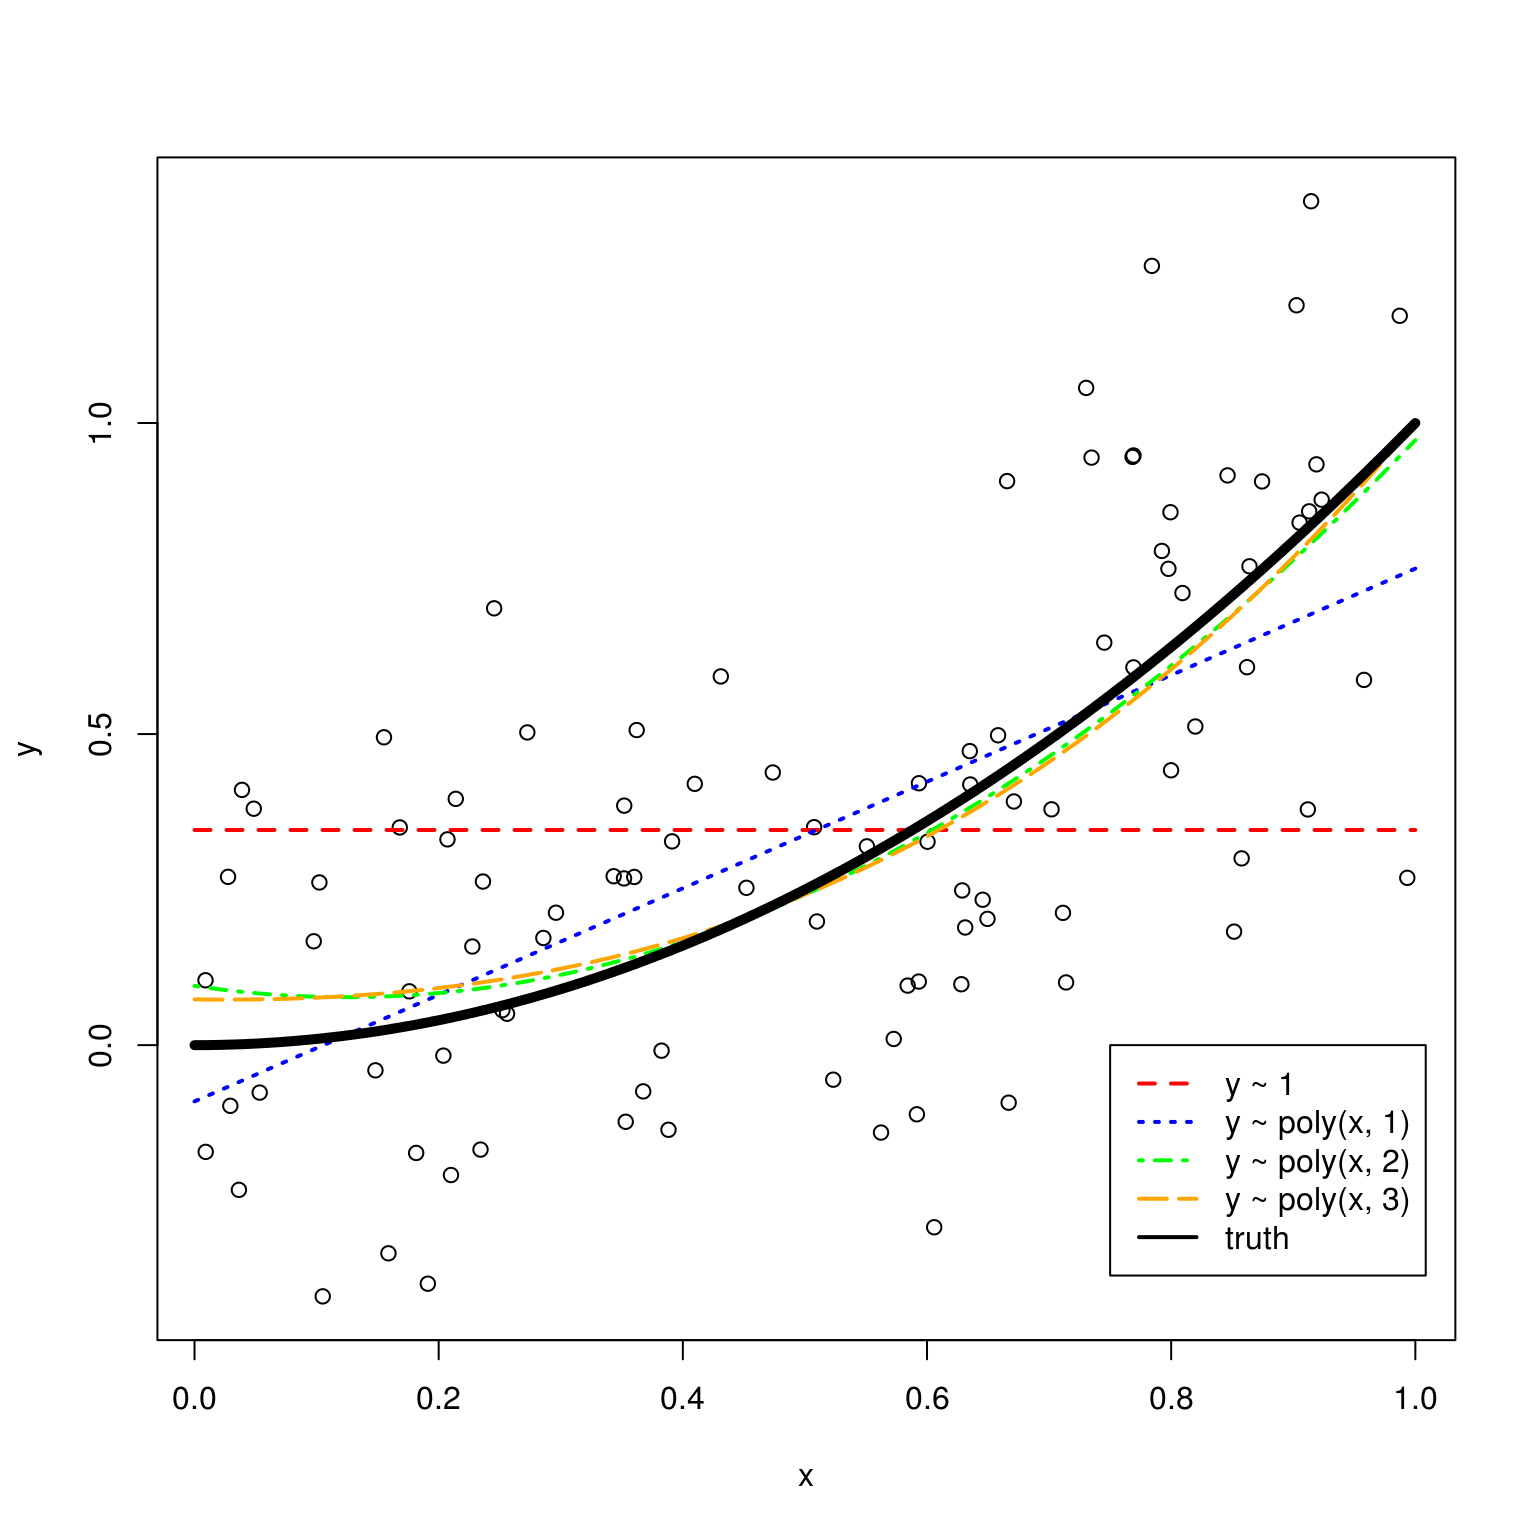 y
1.0
0.5
0.0
y ~ 1
y ~ poly(x, 1)
y ~ poly(x, 2)
y ~ poly(x, 3)
truth
0.0 0.2 0.4 0.6 0.8 1.0
x